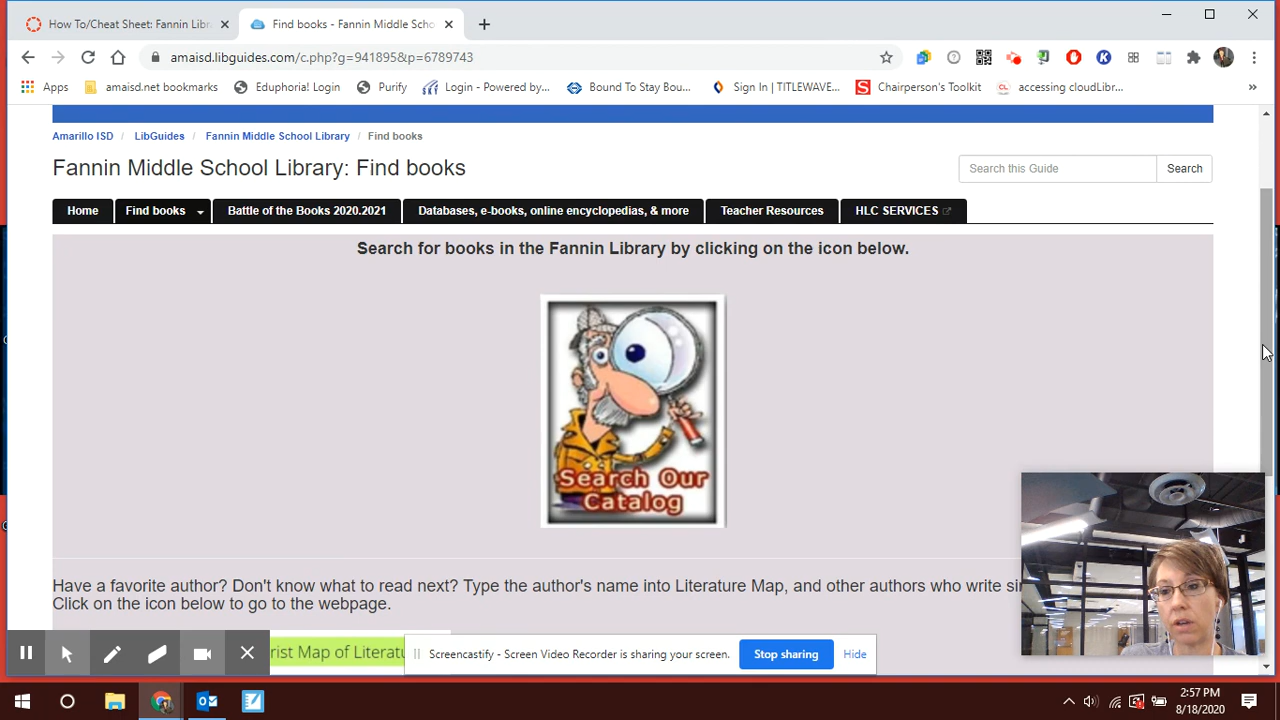 How To/Cheat Sheet: Fannin Libr
Find books - Fannin Middle Scho
amaisd.libguides.com/c.php?g=941895&p=6789743
Apps
amaisd.netbookmarks
Eduphoria! Login
Purify
Login - Powered by...
Bound To Stay Bou...
Sign In | TITLEWAVE...
Chairperson's Toolkit
accessing cloudLibr...
Amarillo ISD / LibGuides / Fannin Middle School Library / Find books
Fannin Middle School Library: Find books
Search this Guide
Search
Home
Find books
Battle of the Books 2020.2021
Databases, e-books, online encyclopedias, & more
Teacher Resources
HLC SERVICES
Search for books in the Fannin Library by clicking on the icon below.
Search Our
Catalog
Have a favorite author? Don't know what to read next? Type the author's name into Literature Map, and other authors who write sim
Click on the icon below to go to the webpage.
rist Map of Literatu
Screencastify - Screen Video Recorder is sharing your screen.
Stop sharing
Hide
2:57 PM
8/18/2020